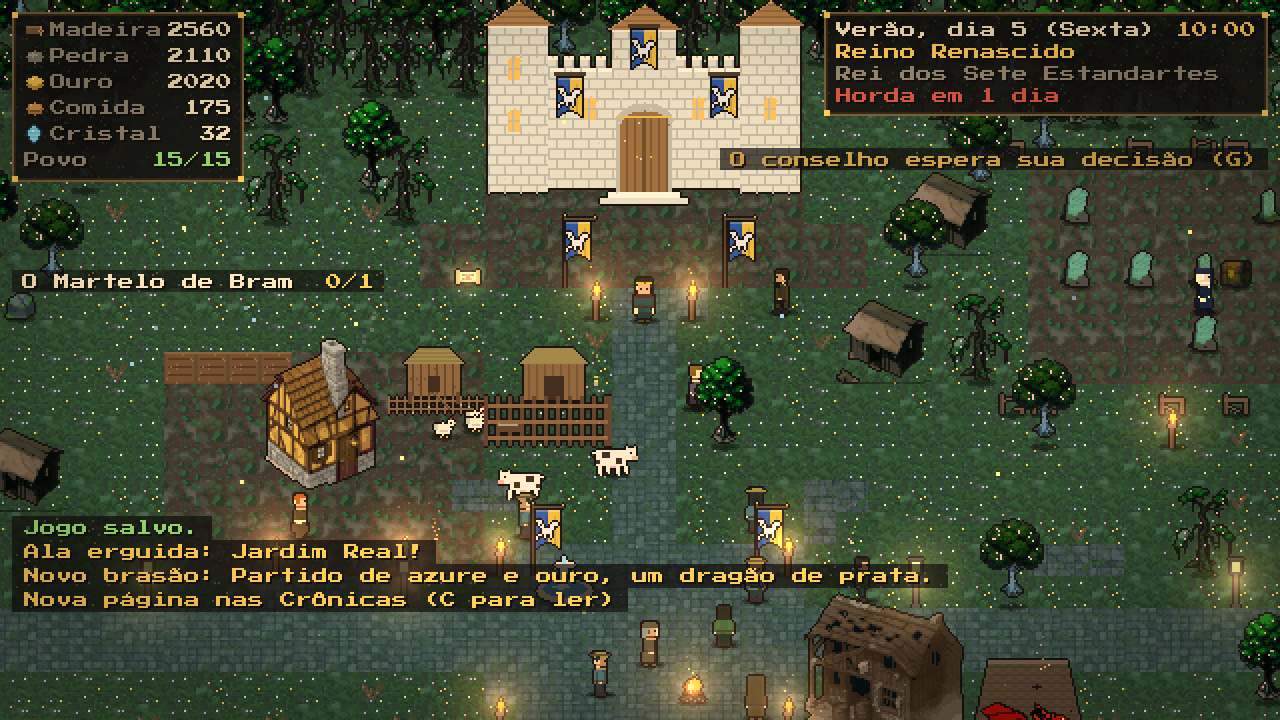 Madeira 2560
Pedra 2110
Ouro 2020
Comida 175
Cristal 32
Povo 15/15
Verão, dia 5 (Sexta) 10:00
Reino Renascido
Rei dos Sete Estandartes
Horda em 1 dia
O conselho espera sua decisão (G)
O Martelo de Bram 0/1
Jogo salvo.
Ala erguida: Jardim Real!
Novo brasão: Partido de azure e ouro, um dragão de prata.
Nova página nas Crônicas (C para ler)